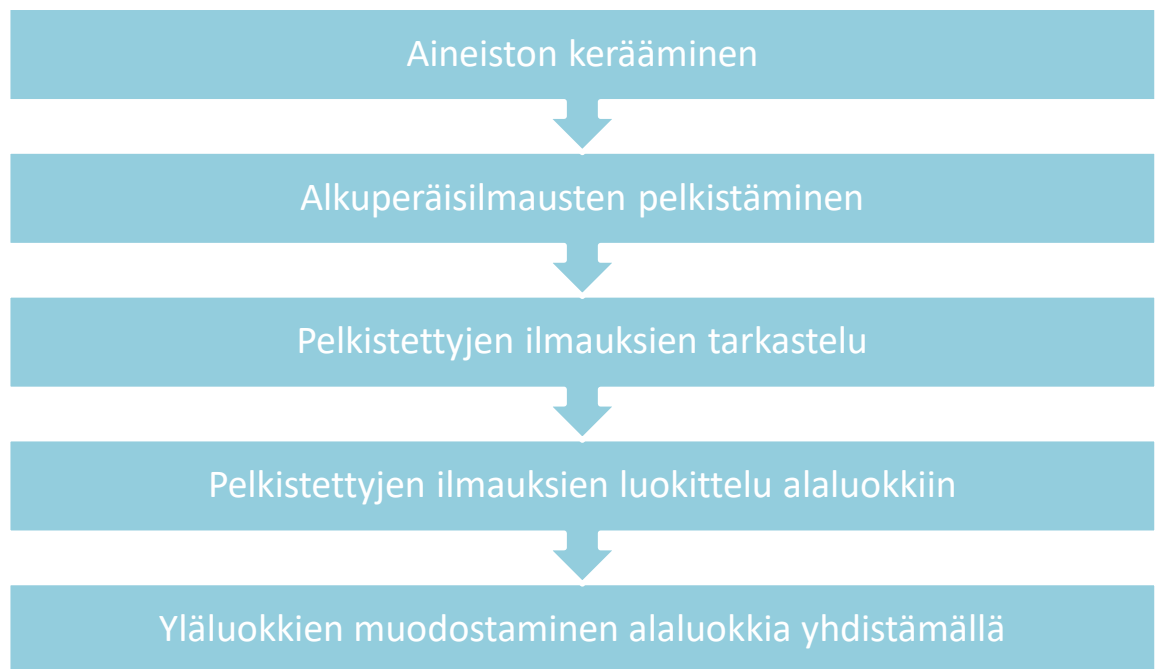 Aineiston kerääminen
Alkuperäisilmausten pelkistäminen
Pelkistettyjen ilmauksien tarkastelu
Pelkistettyjen ilmauksien luokittelu alaluokkiin
Yläluokkien muodostaminen alaluokkia yhdistämällä